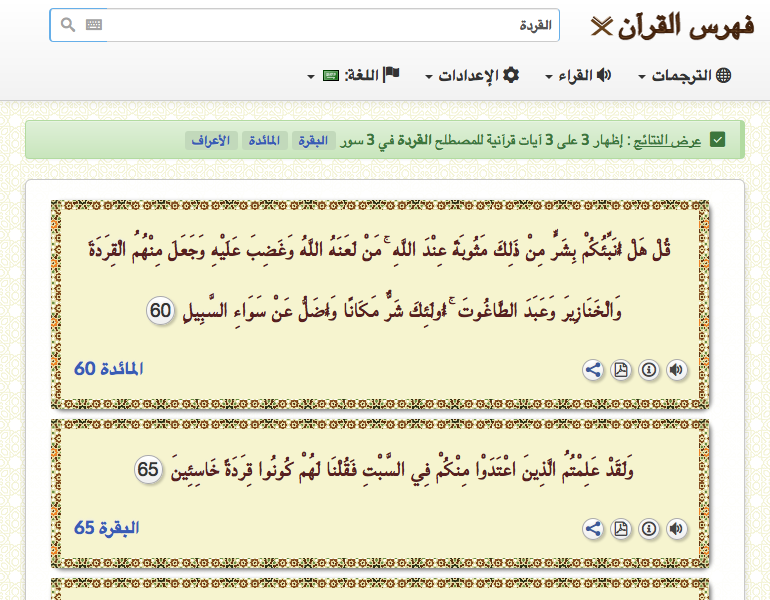 فهرس القرآن
القردة
الترجمات
القراء
الإعدادات
اللغة:
عرض النتائج : إظهار 3 على 3 آيات قرآنية للمصطلح القردة في 3 سور البقرة المائدة الأعراف
قُلْ هَلْ أُنَبِّئُكُمْ بِشَرٍّ مِنْ ذَٰلِكَ مَثُوبَةً عِنْدَ اللَّهِ ۚ مَنْ لَعَنَهُ اللَّهُ وَغَضِبَ عَلَيْهِ وَجَعَلَ مِنْهُمُ الْقِرَدَةَ
وَالْخَنَازِيرَ وَعَبَدَ الطَّاغُوتَ ۚ أُولَٰئِكَ شَرٌّ مَكَانًا وَأَضَلُّ عَنْ سَوَاءِ السَّبِيلِ 60
المائدة 60
وَلَقَدْ عَلِمْتُمُ الَّذِينَ اعْتَدَوْا مِنْكُمْ فِي السَّبْتِ فَقُلْنَا لَهُمْ كُونُوا قِرَدَةً خَاسِئِينَ 65
البقرة 65